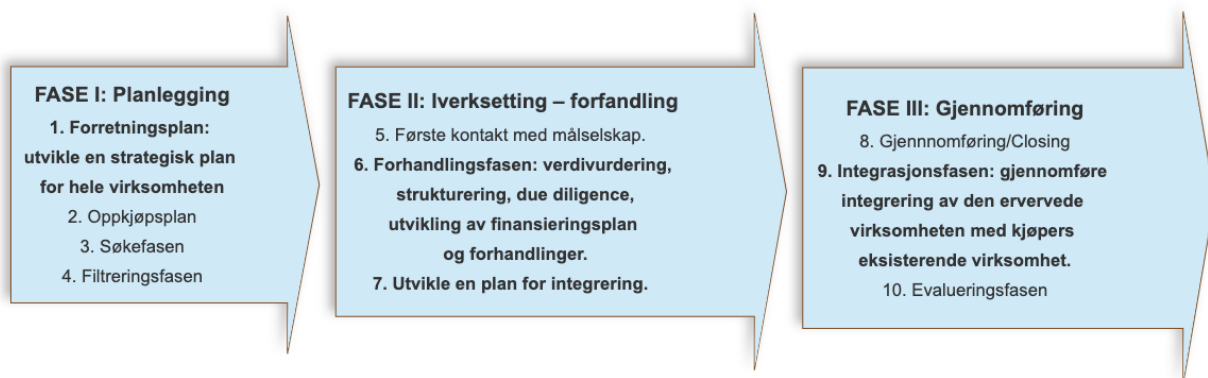 FASE I: Planlegging
1. Forretningsplan:
utvikle en strategisk plan
for hele virksomheten
2. Oppkjøpsplan
3. Søkefasen
4. Filtreringsfasen
FASE II: Iverksetting – forfandling
5. Første kontakt med målselskap.
6. Forhandlingsfasen: verdivurdering,
strukturering, due diligence,
utvikling av finansieringsplan
og forhandlinger.
7. Utvikle en plan for integrering.
FASE III: Gjennomføring
8. Gjennnomføring/Closing
9. Integrasjonsfasen: gjennomføre
integrering av den ervervede
virksomheten med kjøpers
eksisterende virksomhet.
10. Evalueringsfasen